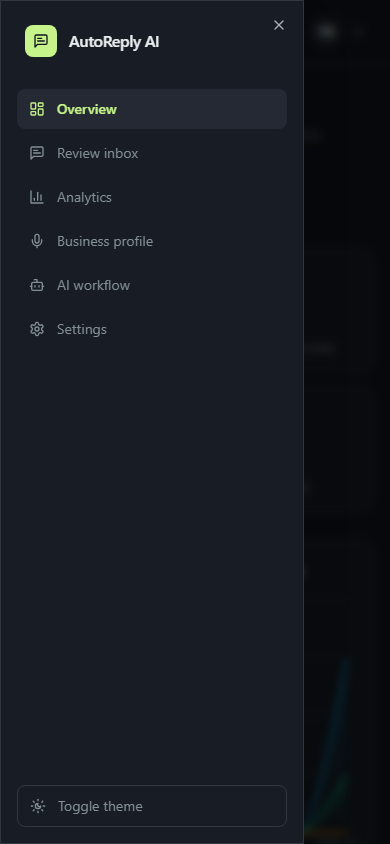 AutoReply AI
Overview
Review inbox
Analytics
Business profile
AI workflow
Settings
Toggle theme